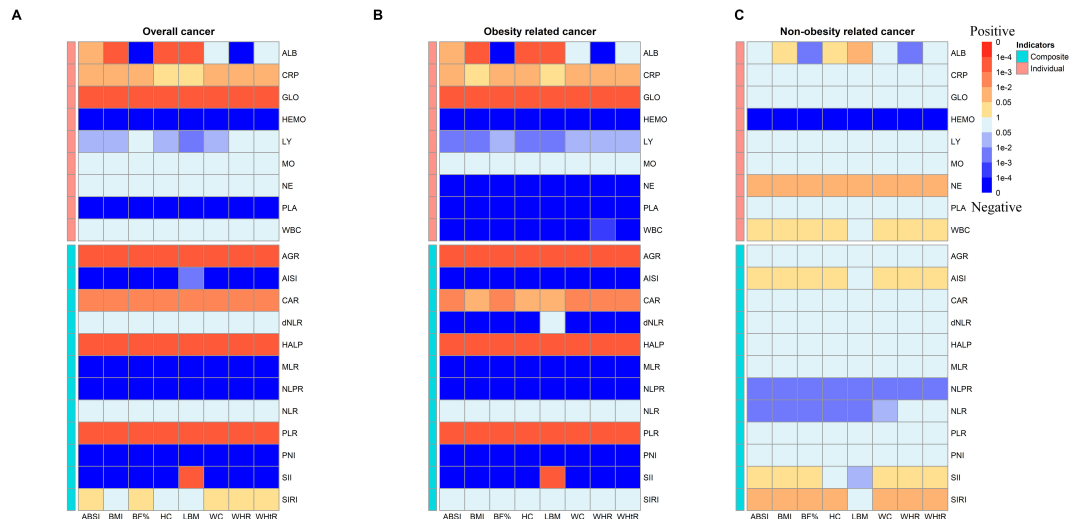 A
B
C
Overall cancer
Obesity related cancer
Non-obesity related cancer
ALB
CRP
GLO
HEMO
LY
MO
NE
PLA
WBC
AGR
AISI
CAR
dNLR
HALP
MLR
NLPR
NLR
PLR
PNI
SII
SIRI
ABSI BMI BF% HC LBM WC WHR WHtR
ALB
CRP
GLO
HEMO
LY
MO
NE
PLA
WBC
AGR
AISI
CAR
dNLR
HALP
MLR
NLPR
NLR
PLR
PNI
SII
SIRI
ABSI BMI BF% HC LBM WC WHR WHtR
ALB
CRP
GLO
HEMO
LY
MO
NE
PLA
WBC
AGR
AISI
CAR
dNLR
HALP
MLR
NLPR
NLR
PLR
PNI
SII
SIRI
ABSI BMI BF% HC LBM WC WHR WHtR
Positive
0
1e-4
1e-2
0.05
1
0.05
1e-2
1e-3
1e-4
0
Negative
Indicators
Composite
Individual